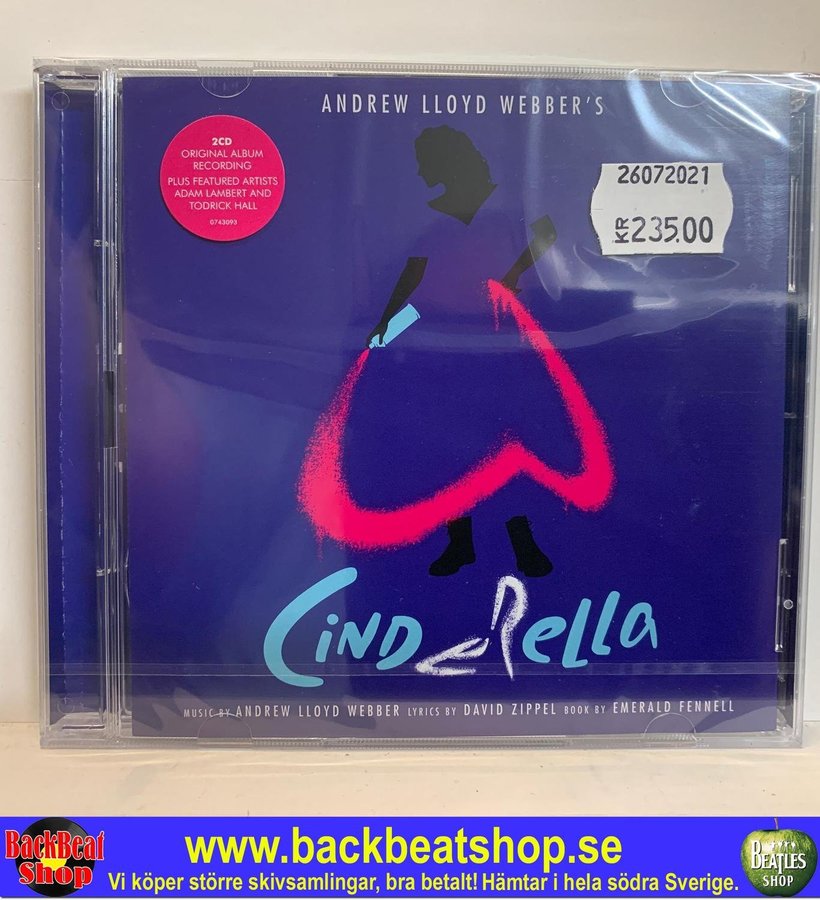 ANDREW LLOYD WEBBER'S
2CD
ORIGINAL ALBUM
RECORDING
PLUS FEATURED ARTISTS
ADAM LAMBERT AND
TODRICK HALL
0743093
26072021
KR235.00
CINDERELLA
MUSIC BY ANDREW LLOYD WEBBER LYRICS BY DAVID ZIPPEL BOOK BY EMERALD FENNELL
BackBeat
Shop
www.backbeatshop.se
Vi köper större skivsamlingar, bra betalt! Hämtar i hela södra Sverige.
BEATLES
SHOP